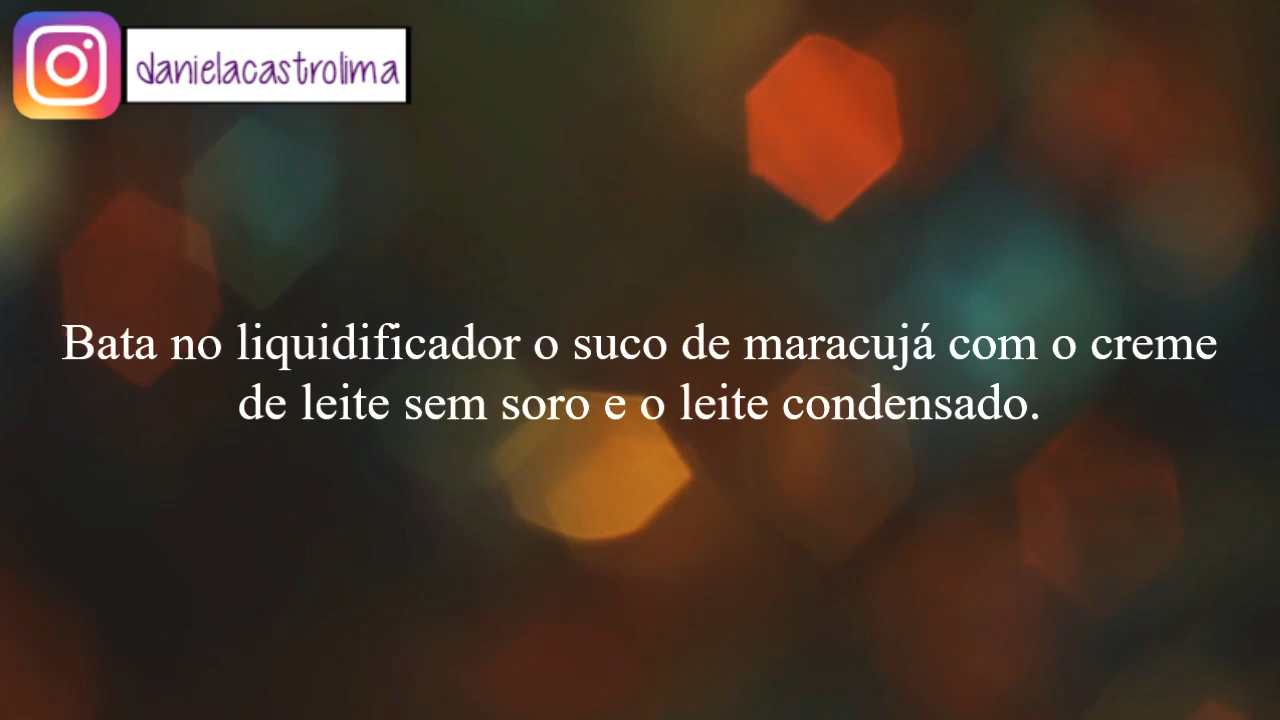 danielacastrolima
Bata no liquidificador o suco de maracujá com o creme
de leite sem soro e o leite condensado.